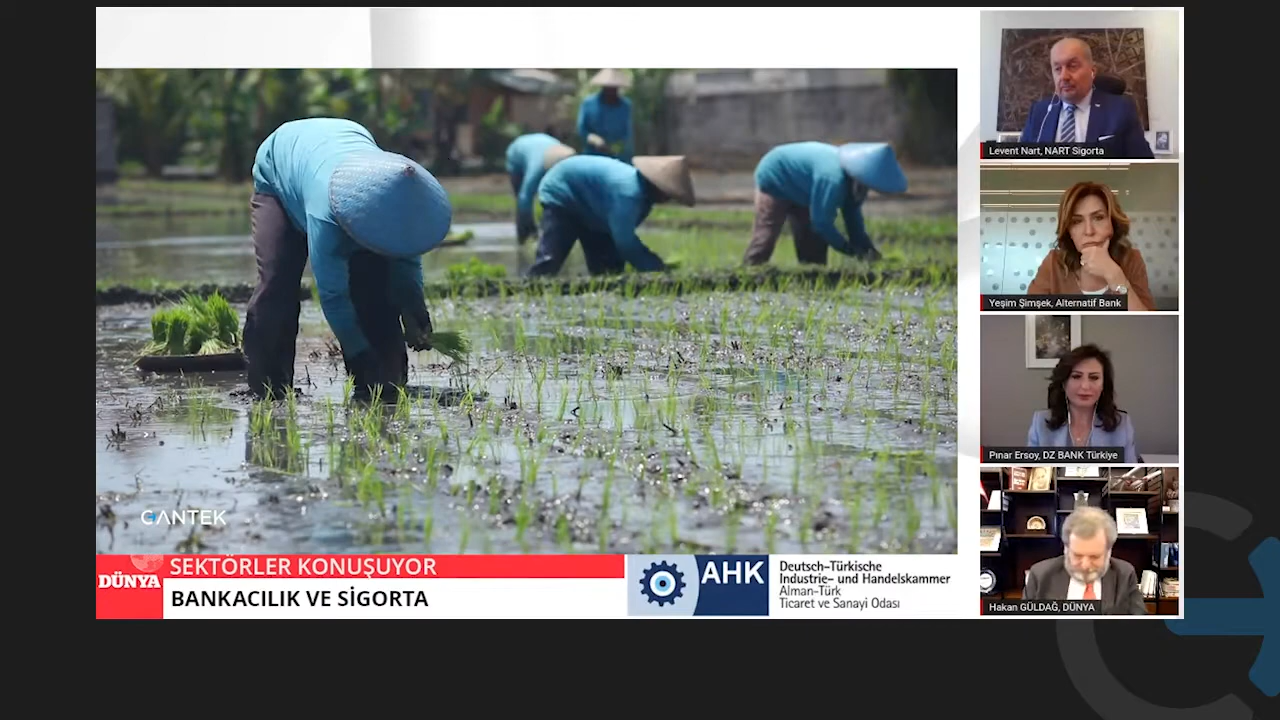 Levent Nart, NART Sigorta
Yeşim Şimşek, Alternatif Bank
Pınar Ersoy, DZ BANK Türkiye
Hakan GÜLDAĞ, DÜNYA
CANTEK
DÜNYA
SEKTÖRLER KONUŞUYOR
BANKACILIK VE SİGORTA
AHK
Deutsch-Türkische
Industrie- und Handelskammer
Alman-Türk
Ticaret ve Sanayi Odası